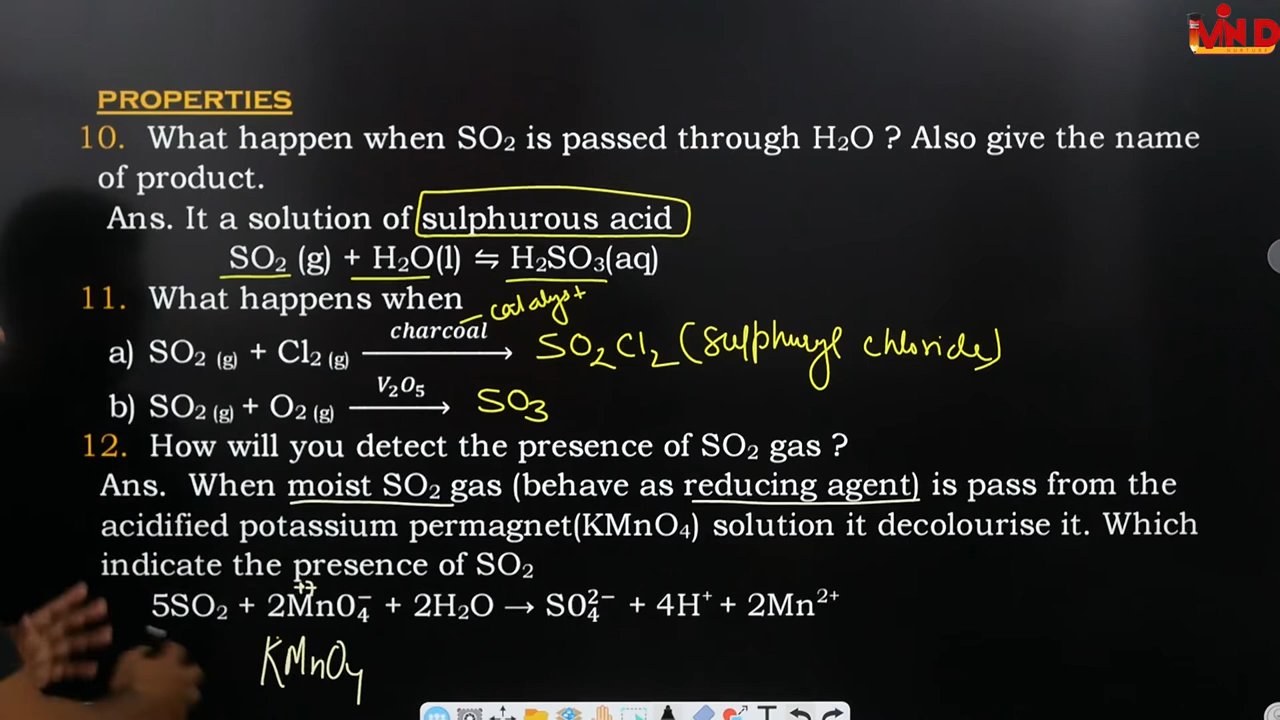 MIND
NURTURE
PROPERTIES
10. What happen when SO₂ is passed through H₂O ? Also give the name
of product.
Ans. It a solution of sulphurous acid
SO₂ (g) + H₂O(l) ⇋ H₂SO₃(aq)
11. What happens when
a) SO₂ (g) + Cl₂ (g) charcoal – catalyst ⟶ SO₂Cl₂ (Sulphuryl chloride)
b) SO₂ (g) + O₂ (g) V₂O₅ ⟶ SO₃
12. How will you detect the presence of SO₂ gas ?
Ans. When moist SO₂ gas (behave as reducing agent) is pass from the
acidified potassium permagnet(KMnO₄) solution it decolourise it. Which
indicate the presence of SO₂
+7
5SO₂ + 2MnO₄⁻ + 2H₂O → SO₄²⁻ + 4H⁺ + 2Mn²⁺
KMnO₄